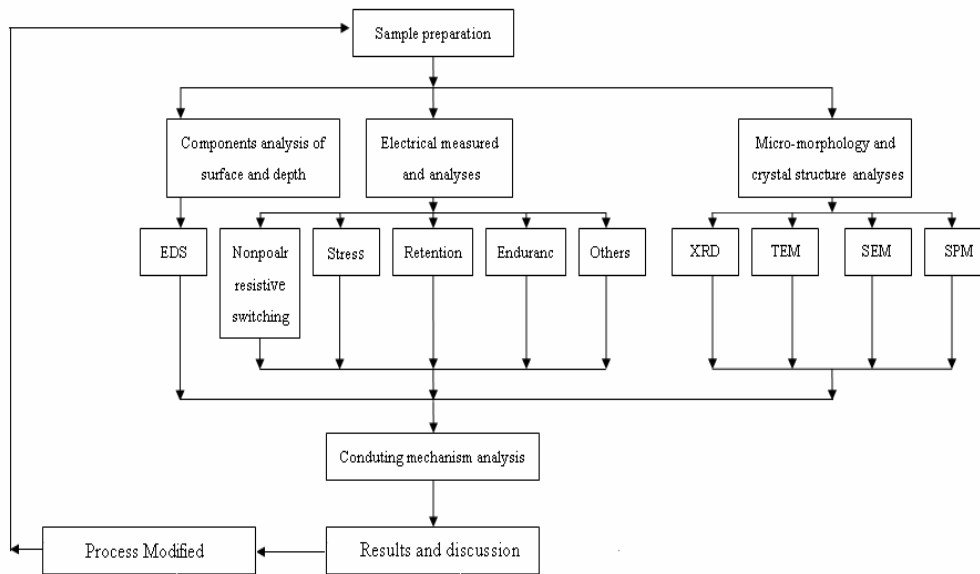 Sample preparation
Components analysis of
surface and depth
Electrical measured
and analyses
Micro-morphology and
crystal structure analyses
EDS
Nonpoalr
resistive
switching
Stress
Retention
Enduranc
Others
XRD
TEM
SEM
SPM
Conduting mechanism analysis
Process Modified
Results and discussion